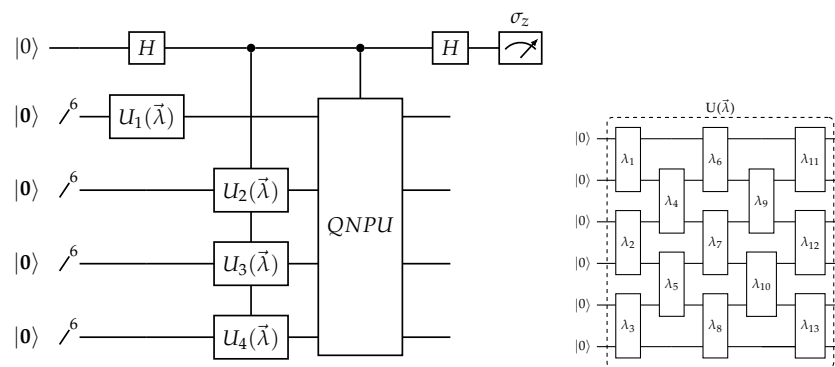 σ_z
|0⟩ H H
|𝟎⟩ 6 U₁(λ⃗)
|𝟎⟩ 6 U₂(λ⃗) QNPU
|𝟎⟩ 6 U₃(λ⃗)
|𝟎⟩ 6 U₄(λ⃗)
U(λ⃗)
|0⟩ λ₁ λ₆ λ₁₁
|0⟩ λ₄ λ₉
|0⟩ λ₂ λ₇ λ₁₂
|0⟩ λ₅ λ₁₀
|0⟩ λ₃ λ₈ λ₁₃
|0⟩